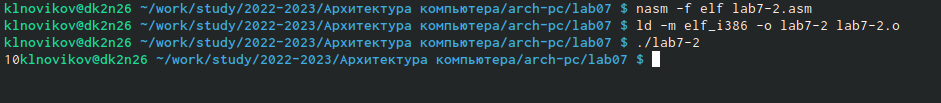 klnovikov@dk2n26 ~/work/study/2022-2023/Архитектура компьютера/arch-pc/lab07 $ nasm -f elf lab7-2.asm
klnovikov@dk2n26 ~/work/study/2022-2023/Архитектура компьютера/arch-pc/lab07 $ ld -m elf_i386 -o lab7-2 lab7-2.o
klnovikov@dk2n26 ~/work/study/2022-2023/Архитектура компьютера/arch-pc/lab07 $ ./lab7-2
10klnovikov@dk2n26 ~/work/study/2022-2023/Архитектура компьютера/arch-pc/lab07 $